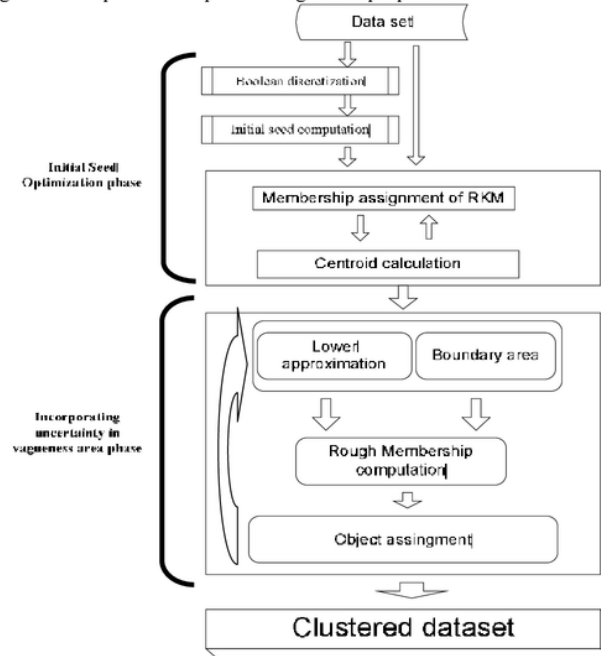 Data set
Boolean discretization
Initial seed computation
Initial Seed
Optimization phase
Membership assignment of RKM
Centroid calculation
Lower
approximation
Boundary area
Incorporating
uncertainty in
vagueness area phase
Rough Membership
computation
Object assingment
Clustered dataset